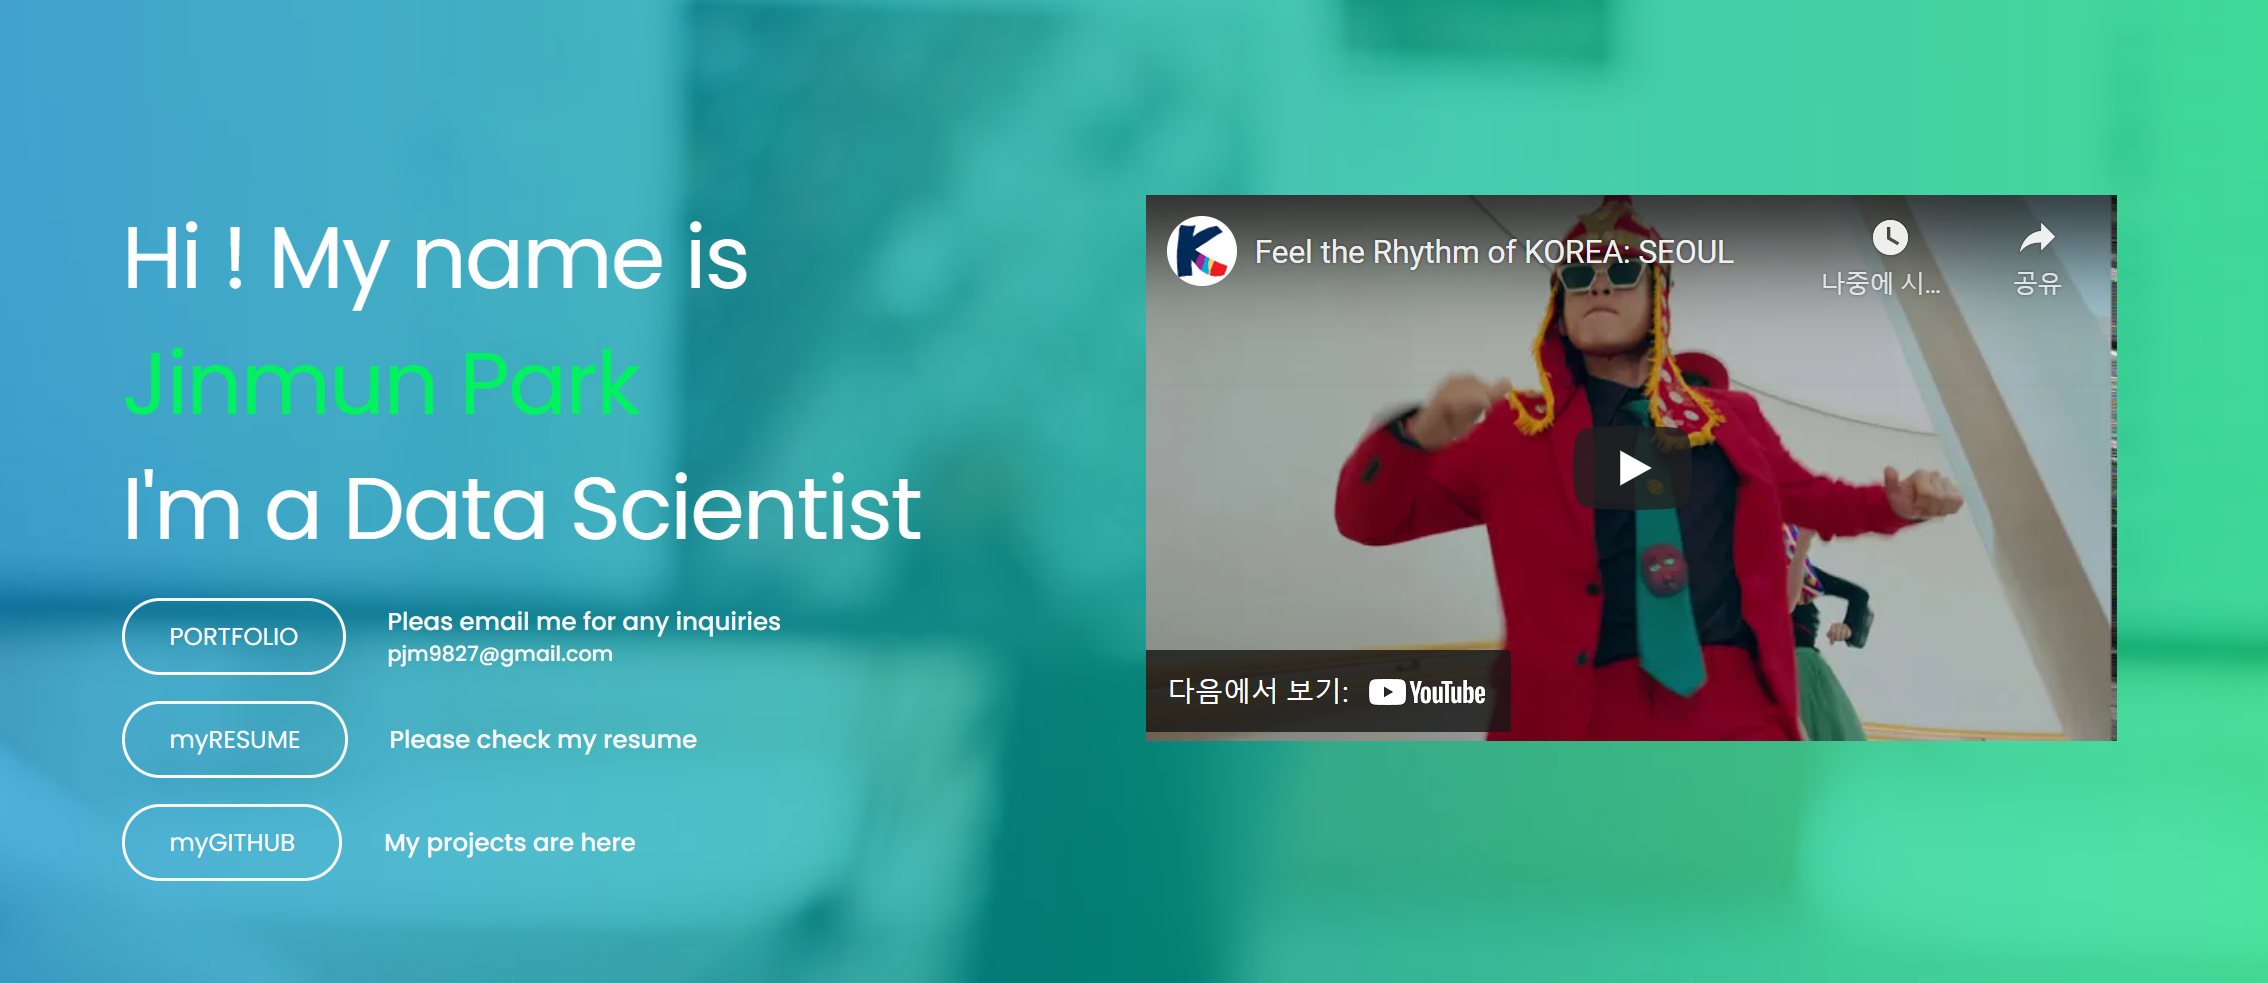 Hi ! My name is
Jinmun Park
I'm a Data Scientist
PORTFOLIO
Pleas email me for any inquiries
pjm9827@gmail.com
myRESUME
Please check my resume
myGITHUB
My projects are here
Feel the Rhythm of KOREA: SEOUL
나중에 시...
공유
다음에서 보기: YouTube